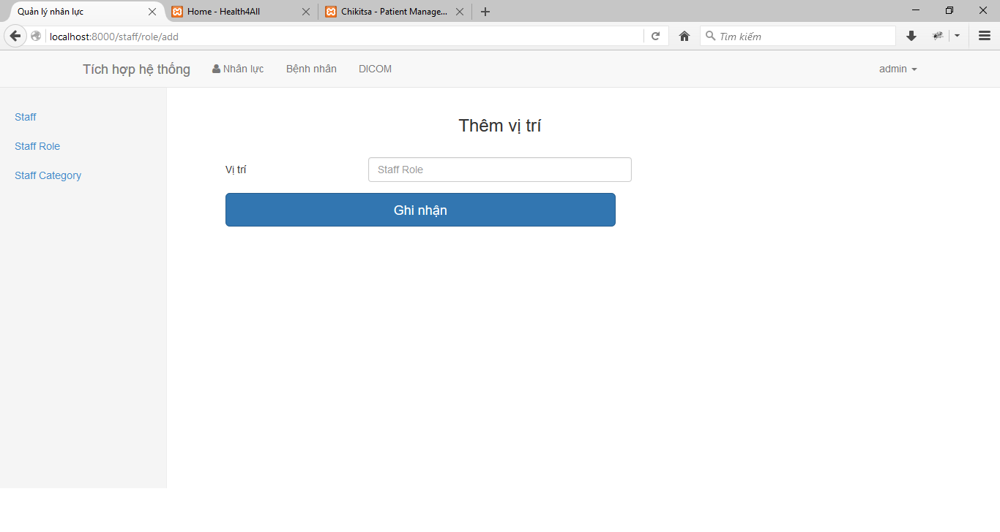 Quản lý nhân lực
Home - Health4All
Chikitsa - Patient Manage...
localhost:8000/staff/role/add
Tìm kiếm
Tích hợp hệ thống
Nhân lực
Bệnh nhân
DICOM
admin
Staff
Staff Role
Staff Category
Thêm vị trí
Vị trí
Staff Role
Ghi nhận